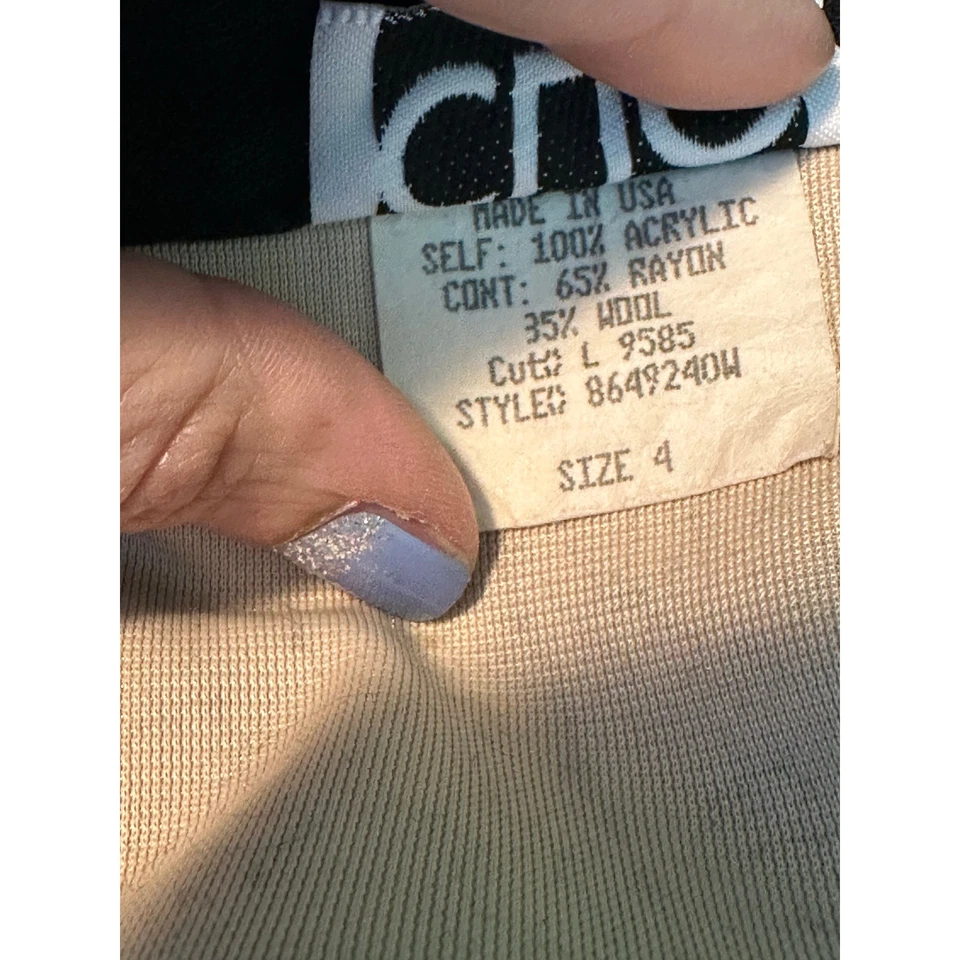 MADE IN USA
SELF: 100% ACRYLIC
CONT: 65% RAYON
35% WOOL
Cut# L 9585
STYLE# 8649240W
SIZE 4